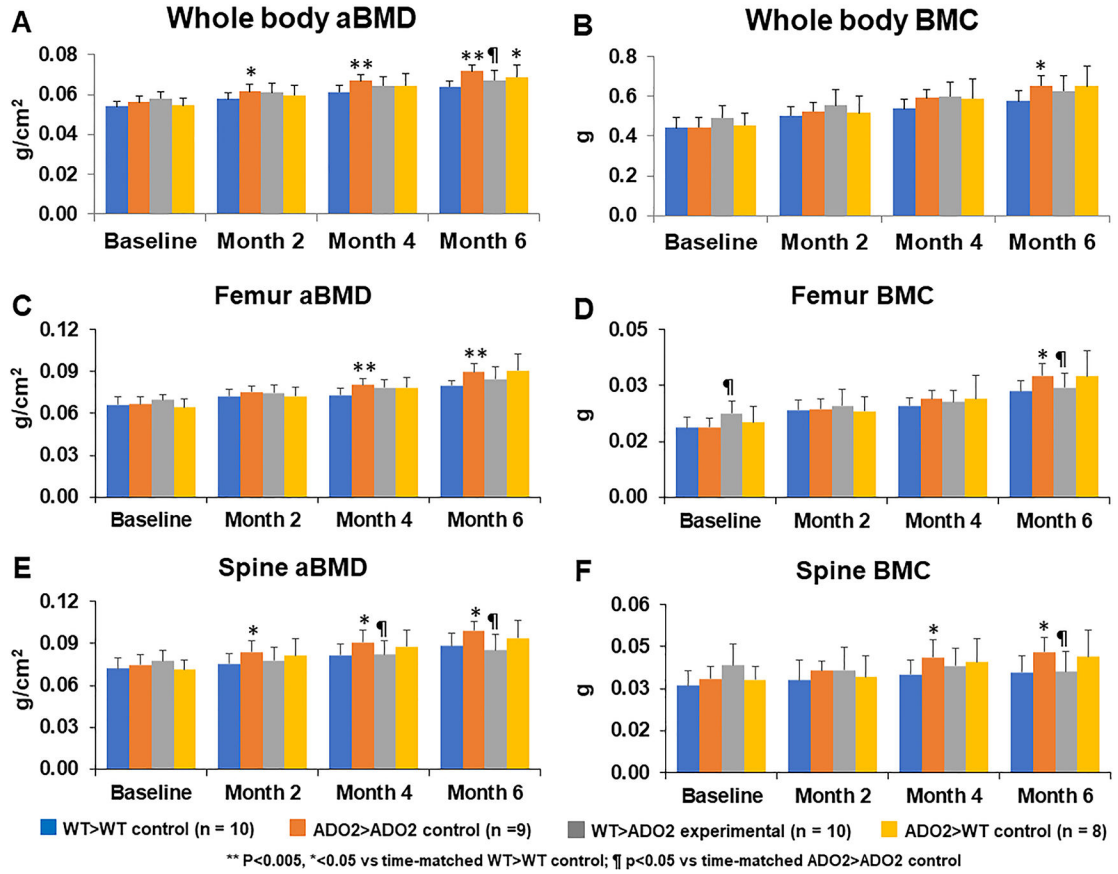 A Whole body aBMD
g/cm²
0.08
0.06
0.04
0.02
0.00
* ** ** ¶ *
Baseline Month 2 Month 4 Month 6
B Whole body BMC
g
0.8
0.6
0.4
0.2
0.0
*
Baseline Month 2 Month 4 Month 6
C Femur aBMD
g/cm²
0.12
0.09
0.06
0.03
0.00
** **
Baseline Month 2 Month 4 Month 6
D Femur BMC
g
0.05
0.03
0.02
0.00
¶ * ¶
Baseline Month 2 Month 4 Month 6
E Spine aBMD
g/cm²
0.12
0.09
0.06
0.03
0.00
* * ¶ * ¶
Baseline Month 2 Month 4 Month 6
F Spine BMC
g
0.06
0.05
0.03
0.02
0.00
* * ¶
Baseline Month 2 Month 4 Month 6
WT>WT control (n = 10) ADO2>ADO2 control (n =9) WT>ADO2 experimental (n = 10) ADO2>WT control (n = 8)
** P<0.005, *<0.05 vs time-matched WT>WT control; ¶ p<0.05 vs time-matched ADO2>ADO2 control